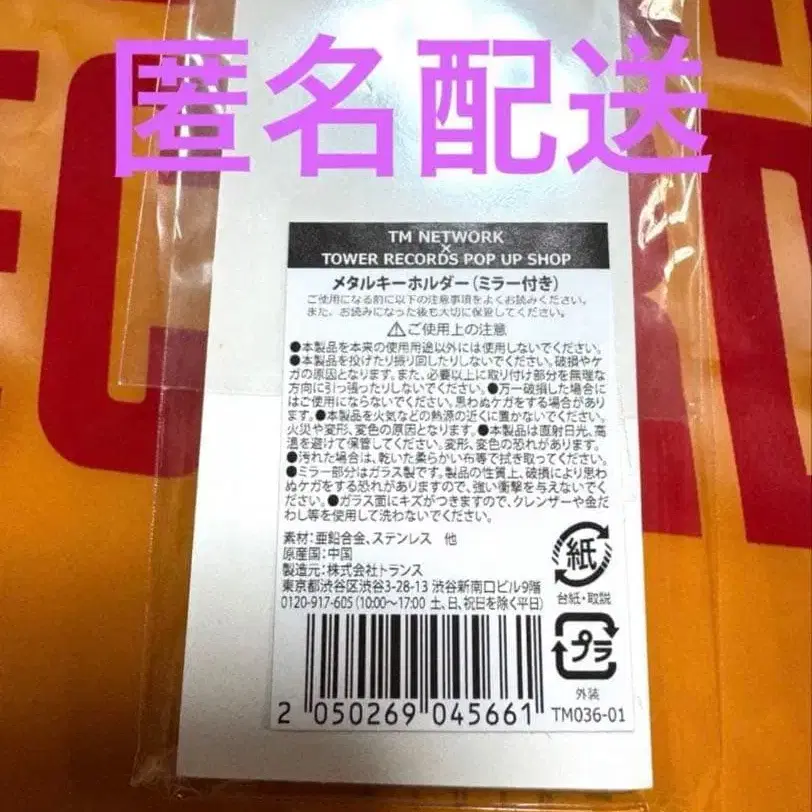 匿名配送
TM NETWORK
×
TOWER RECORDS POP UP SHOP
メタルキーホルダー(ミラー付き)
ご使用になる前に以下の注意事項をよくお読みください。
また、お読みになった後も大切に保管してください。
⚠ご使用上の注意
●本製品を本来の使用用途以外には使用しないでください。
●本製品を投げたり振り回したりしないでください。破損やケ
ガの原因となります。また、必要以上に取り付け部分を無理な
方向に引っ張ったりしないでください。●万一破損した場合に
はご使用にならないでください。思わぬケガをする場合があり
ます。●本製品を火気などの熱源の近くに置かないでください。
火災や変形、変色の原因となります。●本製品は直射日光、高
温を避けて保管してください。変形、変色の恐れがあります。
●汚れた場合は、乾いた柔らかい布等で拭き取ってください。
●ミラー部分はガラス製です。製品の性質上、破損により思わ
ぬケガをする恐れがありますので、強い衝撃を与えないでくだ
さい。●ガラス面にキズがつきますので、クレンザーや金だ
わし等を使用して洗わないでください。
素材:亜鉛合金、ステンレス 他
原産国:中国
製造元:株式会社トランス
東京都渋谷区渋谷3-28-13 渋谷新南口ビル9階
0120-917-605 (10:00～17:00 土、日、祝日を除く平日)
紙
台紙・取説
プラ
外装
2 050269 045661
TM036-01